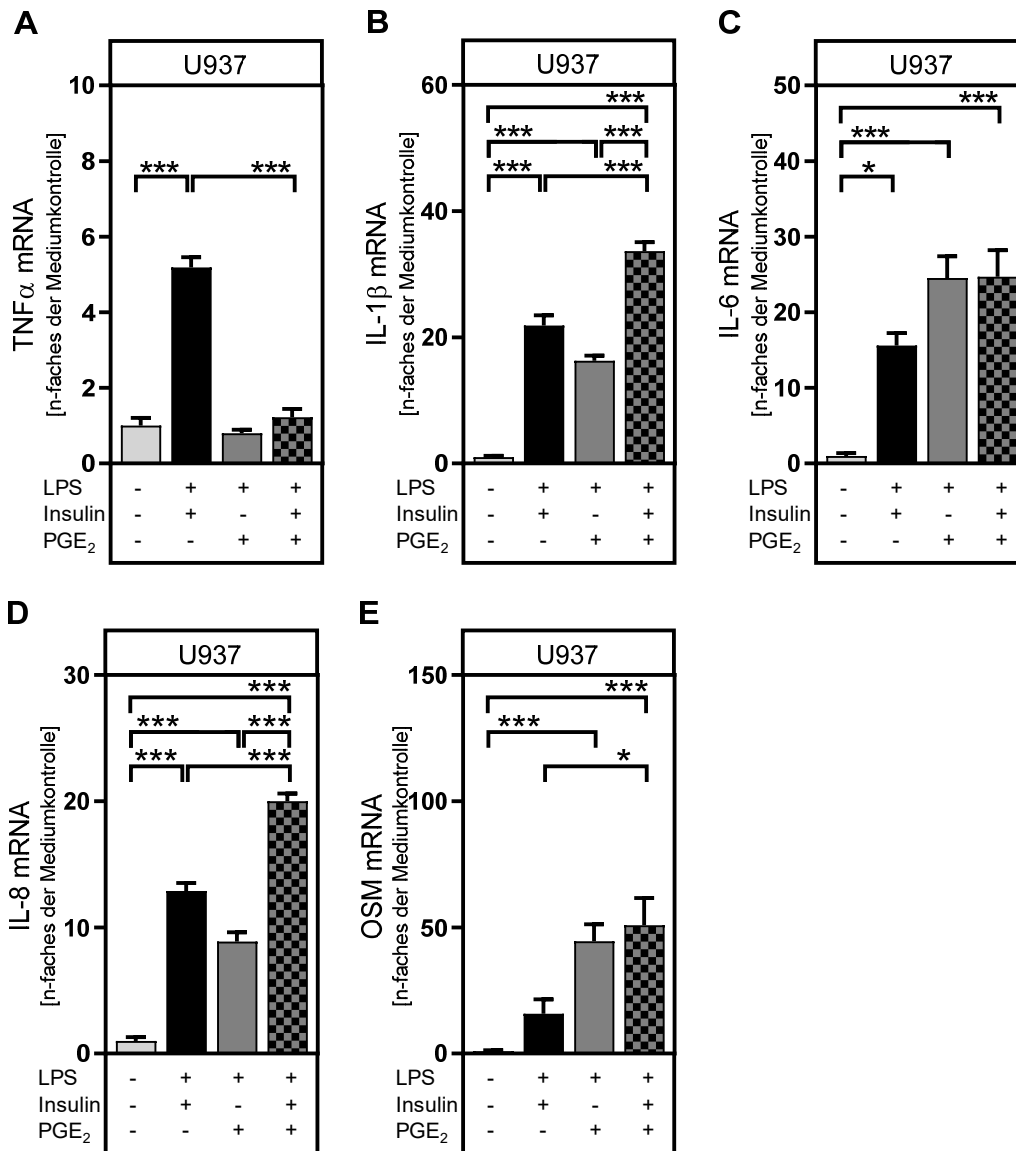 A
U937
TNFα mRNA
[n-faches der Mediumkontrolle]
10
8
6
4
2
0
*** ***
LPS - + + +
Insulin - + - +
PGE₂ - - + +
B
U937
IL-1β mRNA
[n-faches der Mediumkontrolle]
60
40
20
0
***
*** ***
*** ***
LPS - + + +
Insulin - + - +
PGE₂ - - + +
C
U937
IL-6 mRNA
[n-faches der Mediumkontrolle]
50
40
30
20
10
0
***
***
*
LPS - + + +
Insulin - + - +
PGE₂ - - + +
D
U937
IL-8 mRNA
[n-faches der Mediumkontrolle]
30
20
10
0
***
*** ***
*** ***
LPS - + + +
Insulin - + - +
PGE₂ - - + +
E
U937
OSM mRNA
[n-faches der Mediumkontrolle]
150
100
50
0
***
***
*
LPS - + + +
Insulin - + - +
PGE₂ - - + +